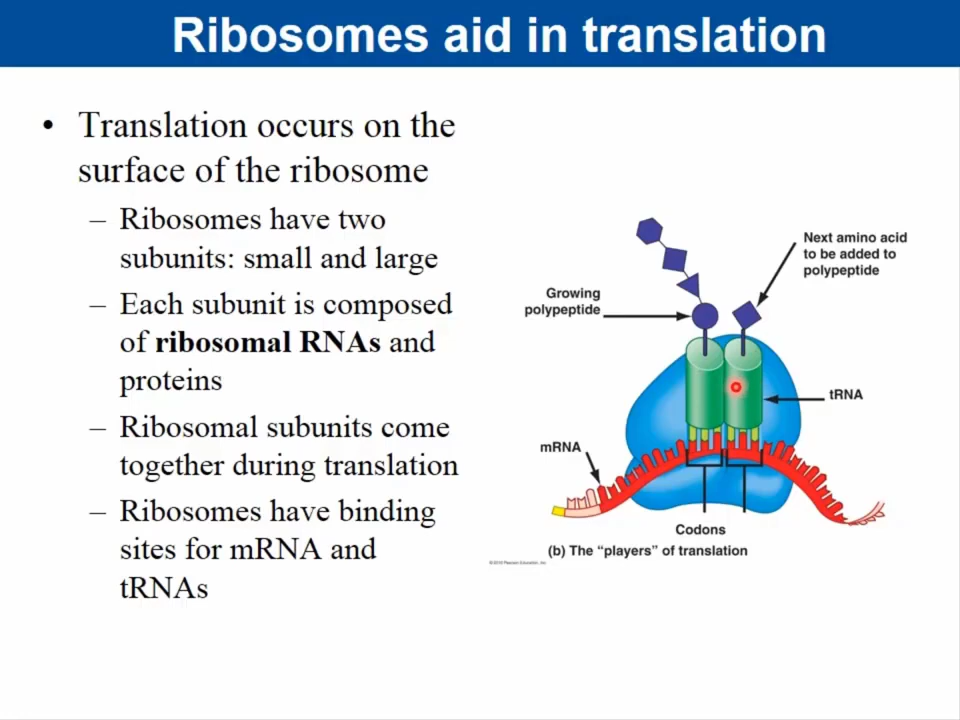 Ribosomes aid in translation
• Translation occurs on the
surface of the ribosome
– Ribosomes have two
subunits: small and large
– Each subunit is composed
of ribosomal RNAs and
proteins
– Ribosomal subunits come
together during translation
– Ribosomes have binding
sites for mRNA and
tRNAs
Next amino acid
to be added to
polypeptide
Growing
polypeptide
tRNA
mRNA
Codons
(b) The “players” of translation
© 2010 Pearson Education, Inc.